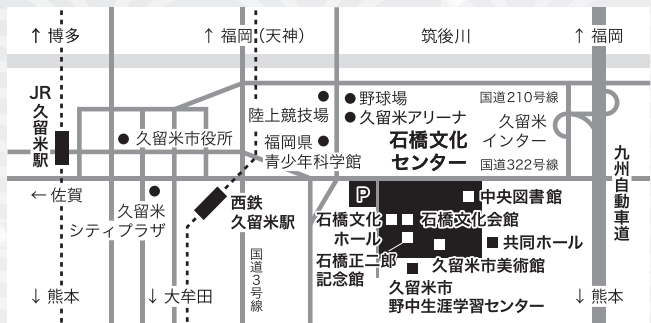 ↑ 博多
↑ 福岡(天神)
筑後川
↑ 福岡
JR
久留米駅
陸上競技場
野球場
久留米アリーナ
国道210号線
久留米
インター
久留米市役所
福岡県
青少年科学館
石橋文化
センター
国道322号線
九州自動車道
← 佐賀
久留米
シティプラザ
西鉄
久留米駅
P
中央図書館
石橋文化
ホール
石橋文化会館
共同ホール
石橋正二郎
記念館
久留米市美術館
国道3号線
久留米市
野中生涯学習センター
↓ 熊本
↓ 大牟田
↓ 熊本